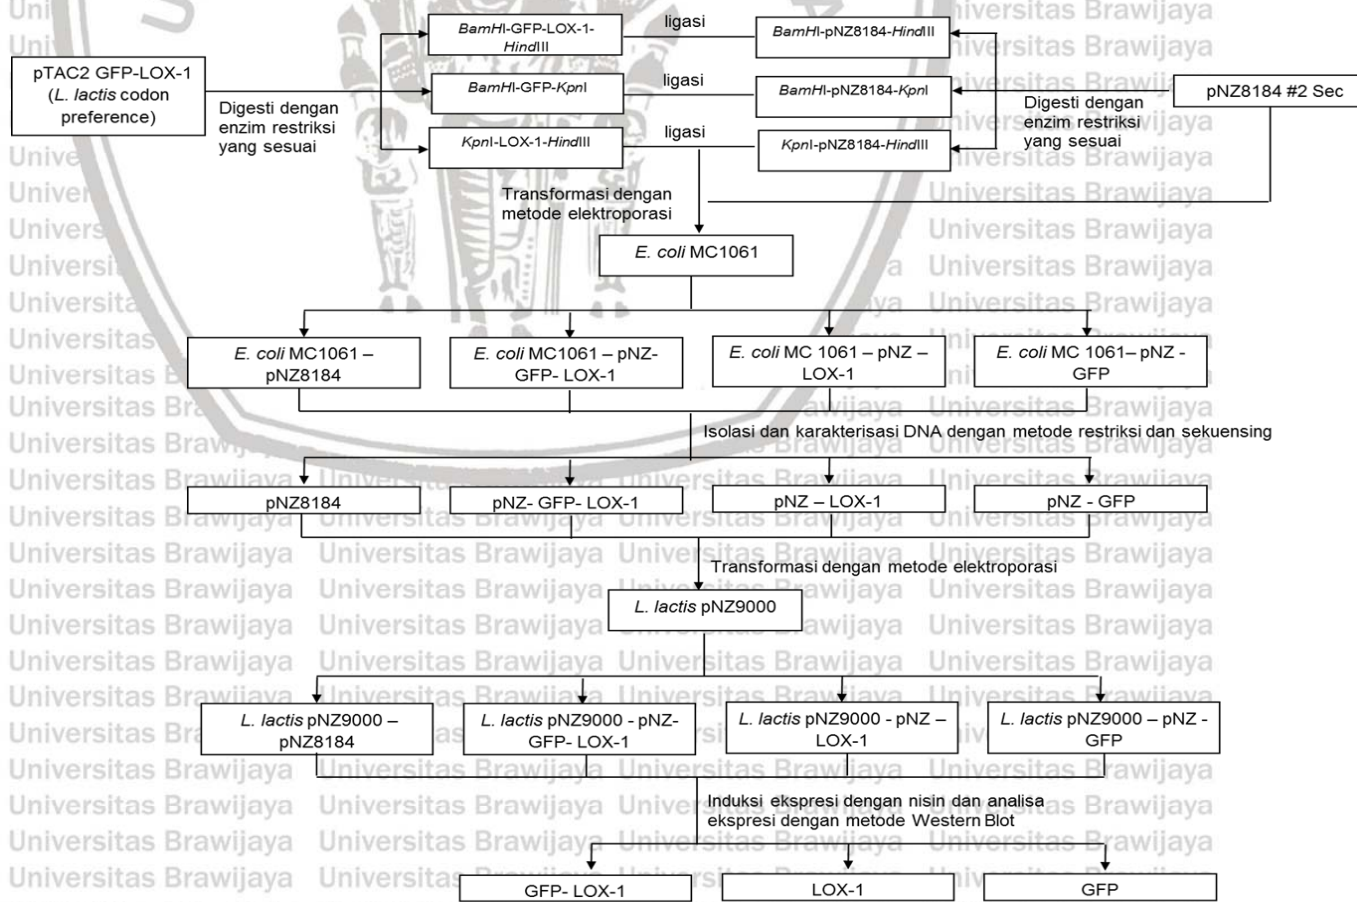 BamHI-GFP-LOX-1-
HindIII
ligasi
BamHI-pNZ8184-HindIII
pTAC2 GFP-LOX-1
(L. lactis codon
preference)
Digesti dengan
enzim restriksi
yang sesuai
BamHI-GFP-KpnI
ligasi
BamHI-pNZ8184-KpnI
Digesti dengan
enzim restriksi
yang sesuai
pNZ8184 #2 Sec
KpnI-LOX-1-HindIII
ligasi
KpnI-pNZ8184-HindIII
Transformasi dengan
metode elektroporasi
E. coli MC1061
E. coli MC1061 –
pNZ8184
E. coli MC1061 – pNZ-
GFP- LOX-1
E. coli MC 1061 – pNZ –
LOX-1
E. coli MC 1061– pNZ -
GFP
Isolasi dan karakterisasi DNA dengan metode restriksi dan sekuensing
pNZ8184
pNZ- GFP- LOX-1
pNZ – LOX-1
pNZ - GFP
Transformasi dengan metode elektroporasi
L. lactis pNZ9000
L. lactis pNZ9000 –
pNZ8184
L. lactis pNZ9000 - pNZ-
GFP- LOX-1
L. lactis pNZ9000 - pNZ –
LOX-1
L. lactis pNZ9000 – pNZ -
GFP
Induksi ekspresi dengan nisin dan analisa
ekspresi dengan metode Western Blot
GFP- LOX-1
LOX-1
GFP
Universitas Brawijaya